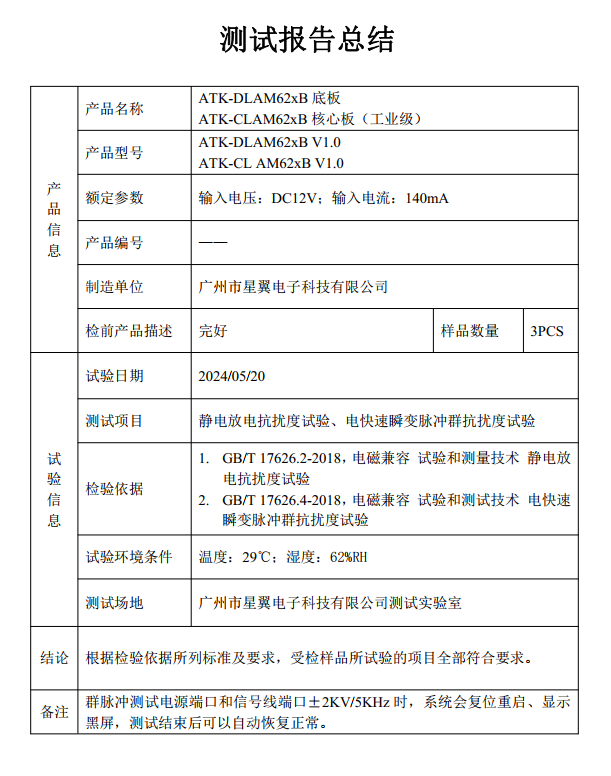 测试报告总结
产品信息
产品名称
ATK-DLAM62xB 底板
ATK-CLAM62xB 核心板（工业级）
产品型号
ATK-DLAM62xB V1.0
ATK-CL AM62xB V1.0
额定参数
输入电压：DC12V；输入电流：140mA
产品编号
——
制造单位
广州市星翼电子科技有限公司
检前产品描述
完好
样品数量
3PCS
试验信息
试验日期
2024/05/20
测试项目
静电放电抗扰度试验、电快速瞬变脉冲群抗扰度试验
检验依据
1. GB/T 17626.2-2018，电磁兼容 试验和测量技术 静电放
电抗扰度试验
2. GB/T 17626.4-2018，电磁兼容 试验和测试技术 电快速
瞬变脉冲群抗扰度试验
试验环境条件
温度：29℃；湿度：62%RH
测试场地
广州市星翼电子科技有限公司测试实验室
结论
根据检验依据所列标准及要求，受检样品所试验的项目全部符合要求。
备注
群脉冲测试电源端口和信号线端口±2KV/5KHz 时，系统会复位重启、显示
黑屏，测试结束后可以自动恢复正常。